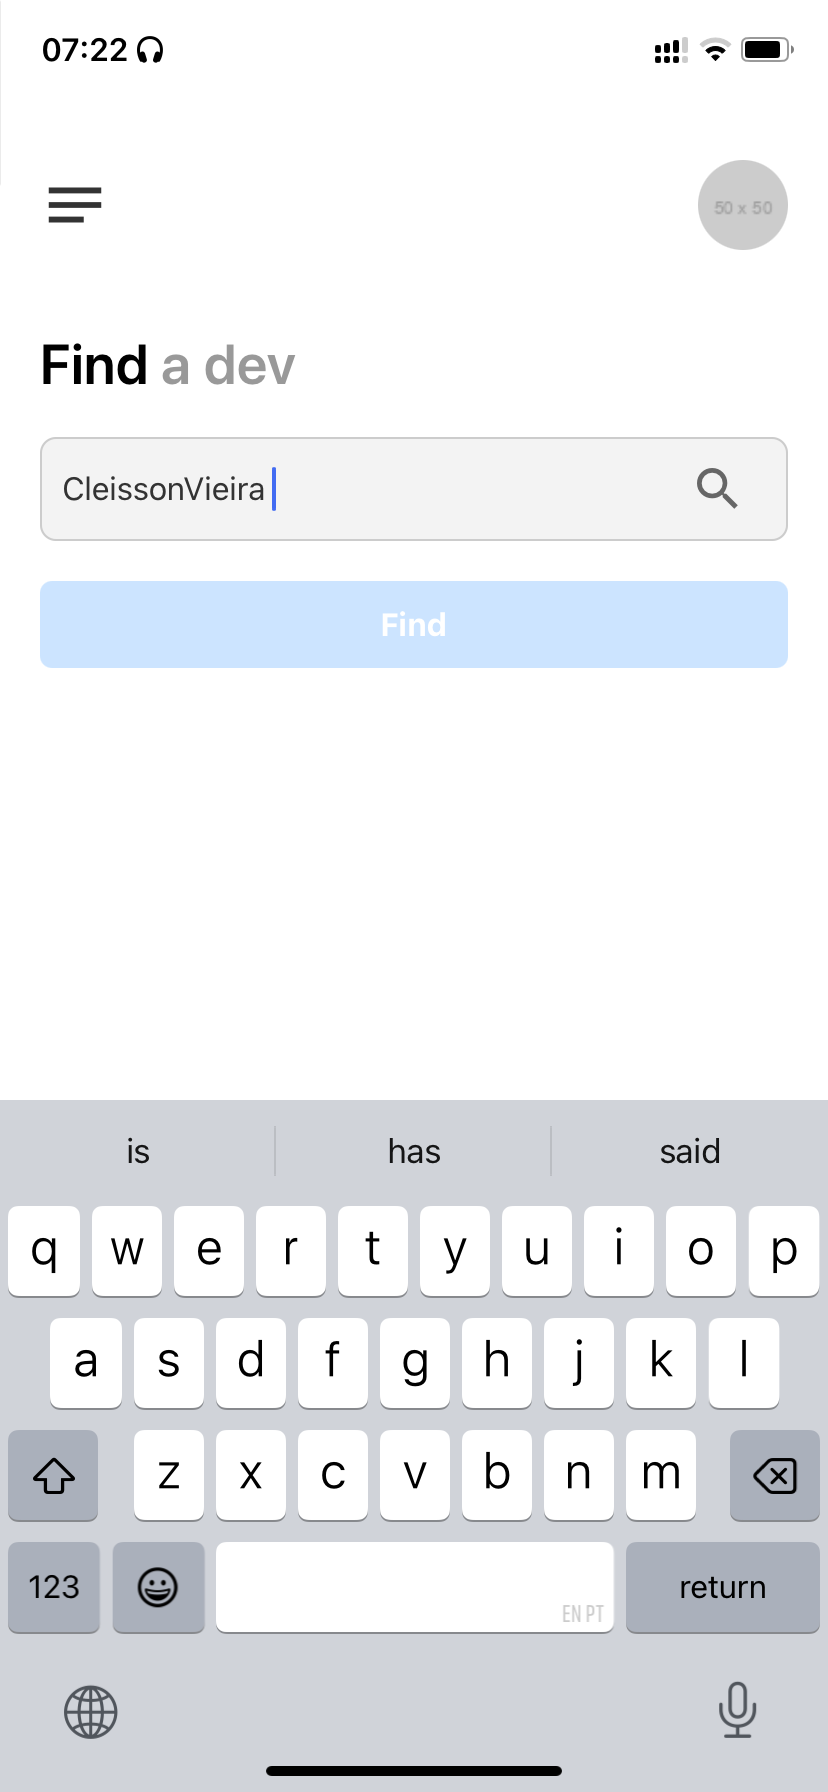 07:22
50 x 50
Find a dev
CleissonVieira
Find
is has said
q w e r t y u i o p
a s d f g h j k l
z x c v b n m
123 return
EN PT